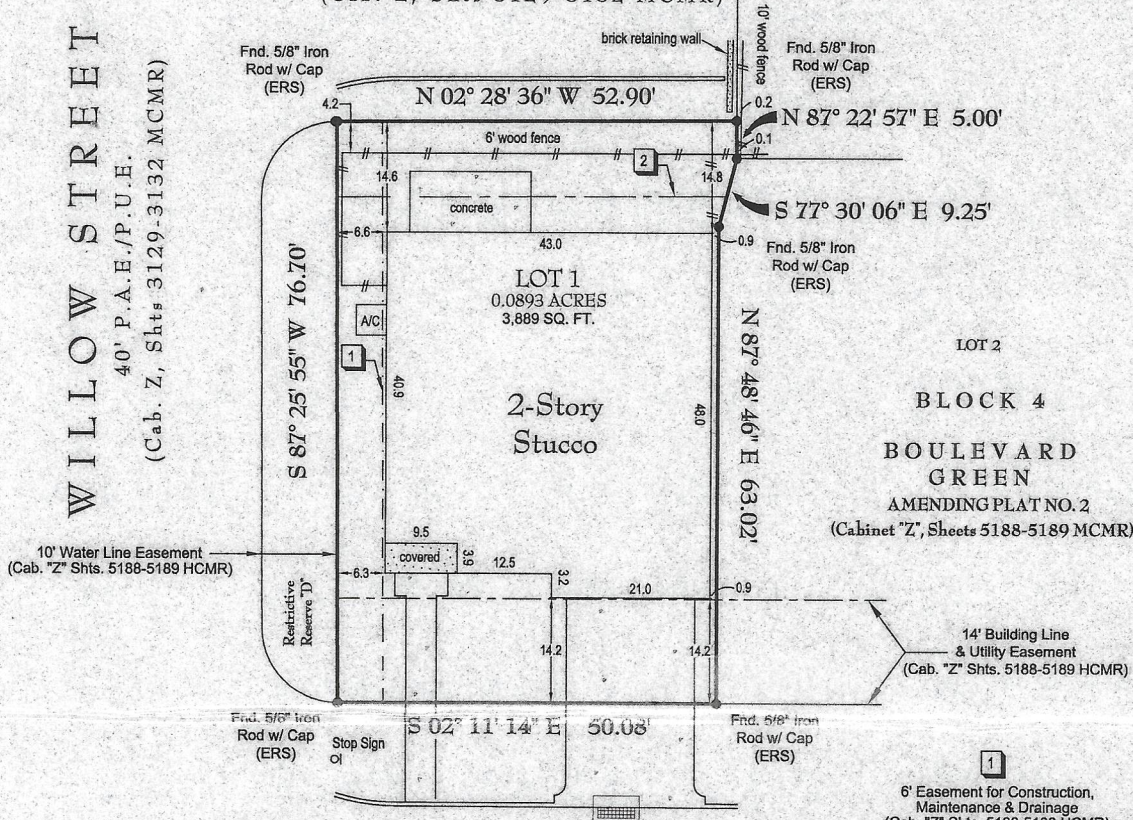 brick retaining wall
10' wood fence
Fnd. 5/8" Iron
Rod w/ Cap
(ERS)
Fnd. 5/8" Iron
Rod w/ Cap
(ERS)
N 02° 28' 36" W 52.90'
4.2
0.2
N 87° 22' 57" E 5.00'
0.1
6' wood fence
2
14.6
14.8
concrete
S 77° 30' 06" E 9.25'
6.6
43.0
0.9
Fnd. 5/8" Iron
Rod w/ Cap
(ERS)
WILLOW STREET
40' P.A.E./P.U.E.
(Cab. Z, Shts 3129-3132 MCMR)
S 87° 25' 55" W 76.70'
LOT 1
0.0893 ACRES
3,889 SQ. FT.
A/C
1
40.9
2-Story
Stucco
48.0
N 87° 48' 46" E 63.02'
LOT 2
BLOCK 4
BOULEVARD
GREEN
AMENDING PLAT NO. 2
(Cabinet "Z", Sheets 5188-5189 MCMR)
9.5
covered
3.9
12.5
10' Water Line Easement
(Cab. "Z" Shts. 5188-5189 HCMR)
6.3
3.2
21.0
0.9
Restrictive
Reserve "D"
14.2
14.2
14' Building Line
& Utility Easement
(Cab. "Z" Shts. 5188-5189 HCMR)
Fnd. 5/8" Iron
Rod w/ Cap
(ERS)
S 02° 11' 14" E 50.08'
Fnd. 5/8" Iron
Rod w/ Cap
(ERS)
Stop Sign
1
6' Easement for Construction,
Maintenance & Drainage